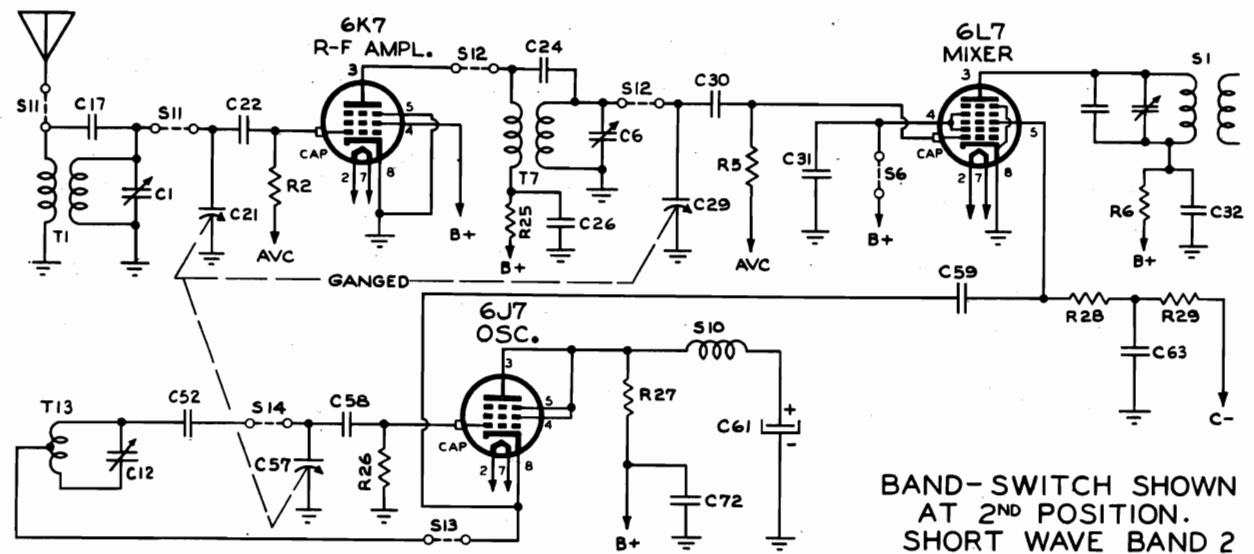 6K7
R-F AMPL.
6L7
MIXER
S11
C17
S11
C22
3
5
4
CAP
2 7 8
S12
C24
S12
C30
3
4
5
CAP
2 7 8
S1
T1
C1
C21
R2
AVC
B+
T7
R25
B+
C26
C6
C29
R5
AVC
C31
S6
B+
R6
B+
C32
GANGED
6J7
OSC.
C59
R28
R29
C63
C-
T13
C12
C52
S14
C57
C58
R26
3
5
4
CAP
2 7 8
S13
S10
R27
C61
+
-
C72
B+
BAND-SWITCH SHOWN
AT 2ND POSITION.
SHORT WAVE BAND 2